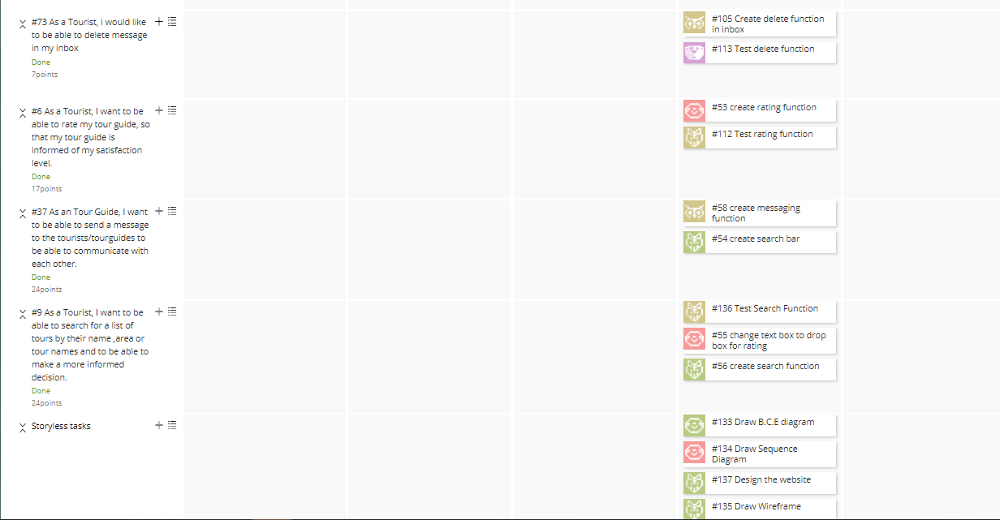 #73 As a Tourist, i would like
to be able to delete message
in my inbox
Done
7points
#105 Create delete function
in inbox
#113 Test delete function
#6 As a Tourist, I want to be
able to rate my tour guide, so
that my tour guide is
informed of my satisfaction
level.
Done
17points
#53 create rating function
#112 Test rating function
#37 As an Tour Guide, I want
to be able to send a message
to the tourists/tourguides to
be able to communicate with
each other.
Done
24points
#58 create messaging
function
#54 create search bar
#9 As a Tourist, I want to be
able to search for a list of
tours by their name ,area or
tour names and to be able to
make a more informed
decision.
Done
24points
#136 Test Search Function
#55 change text box to drop
box for rating
#56 create search function
Storyless tasks
#133 Draw B.C.E diagram
#134 Draw Sequence
Diagram
#137 Design the website
#135 Draw Wireframe